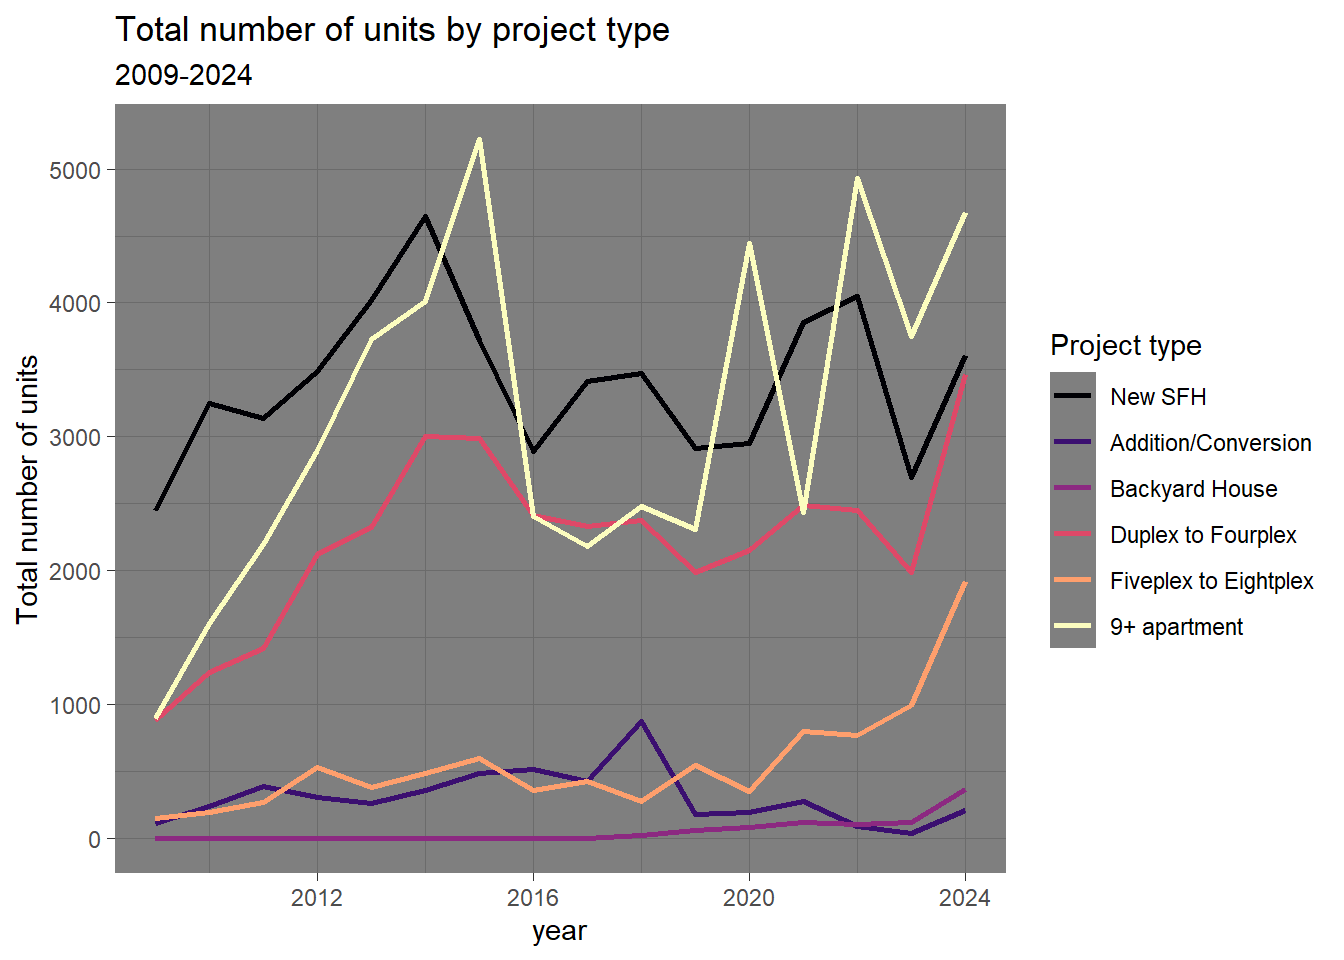 Total number of units by project type
2009-2024
5000
4000
3000
2000
1000
0
Total number of units
2012
2016
2020
2024
year
Project type
New SFH
Addition/Conversion
Backyard House
Duplex to Fourplex
Fiveplex to Eightplex
9+ apartment